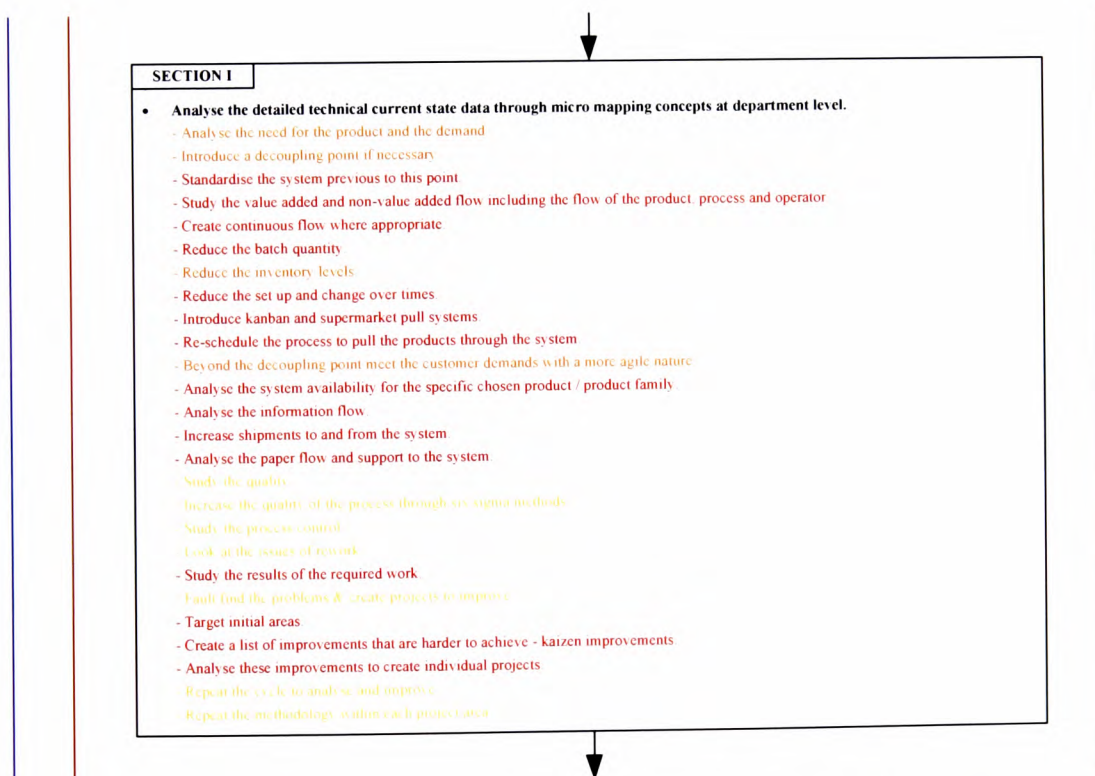 SECTION I
• Analyse the detailed technical current state data through micro mapping concepts at department level.
- Analyse the need for the product and the demand
- Introduce a decoupling point if necessary
- Standardise the system previous to this point
- Study the value added and non-value added flow including the flow of the product, process and operator
- Create continuous flow where appropriate
- Reduce the batch quantity
- Reduce the inventory levels
- Reduce the set up and change over times
- Introduce kanban and supermarket pull systems
- Re-schedule the process to pull the products through the system
- Beyond the decoupling point meet the customer demands with a more agile nature
- Analyse the system availability for the specific chosen product / product family
- Analyse the information flow
- Increase shipments to and from the system
- Analyse the paper flow and support to the system
- Study the quality
- Increase the quality of the process through six sigma methods
- Study the process control
- Look at the issues of rework
- Study the results of the required work
- Fault find the problems & create projects to improve
- Target initial areas
- Create a list of improvements that are harder to achieve - kaizen improvements
- Analyse these improvements to create individual projects
- Repeat the cycle to analyse and improve
- Repeat the methodology within each project area